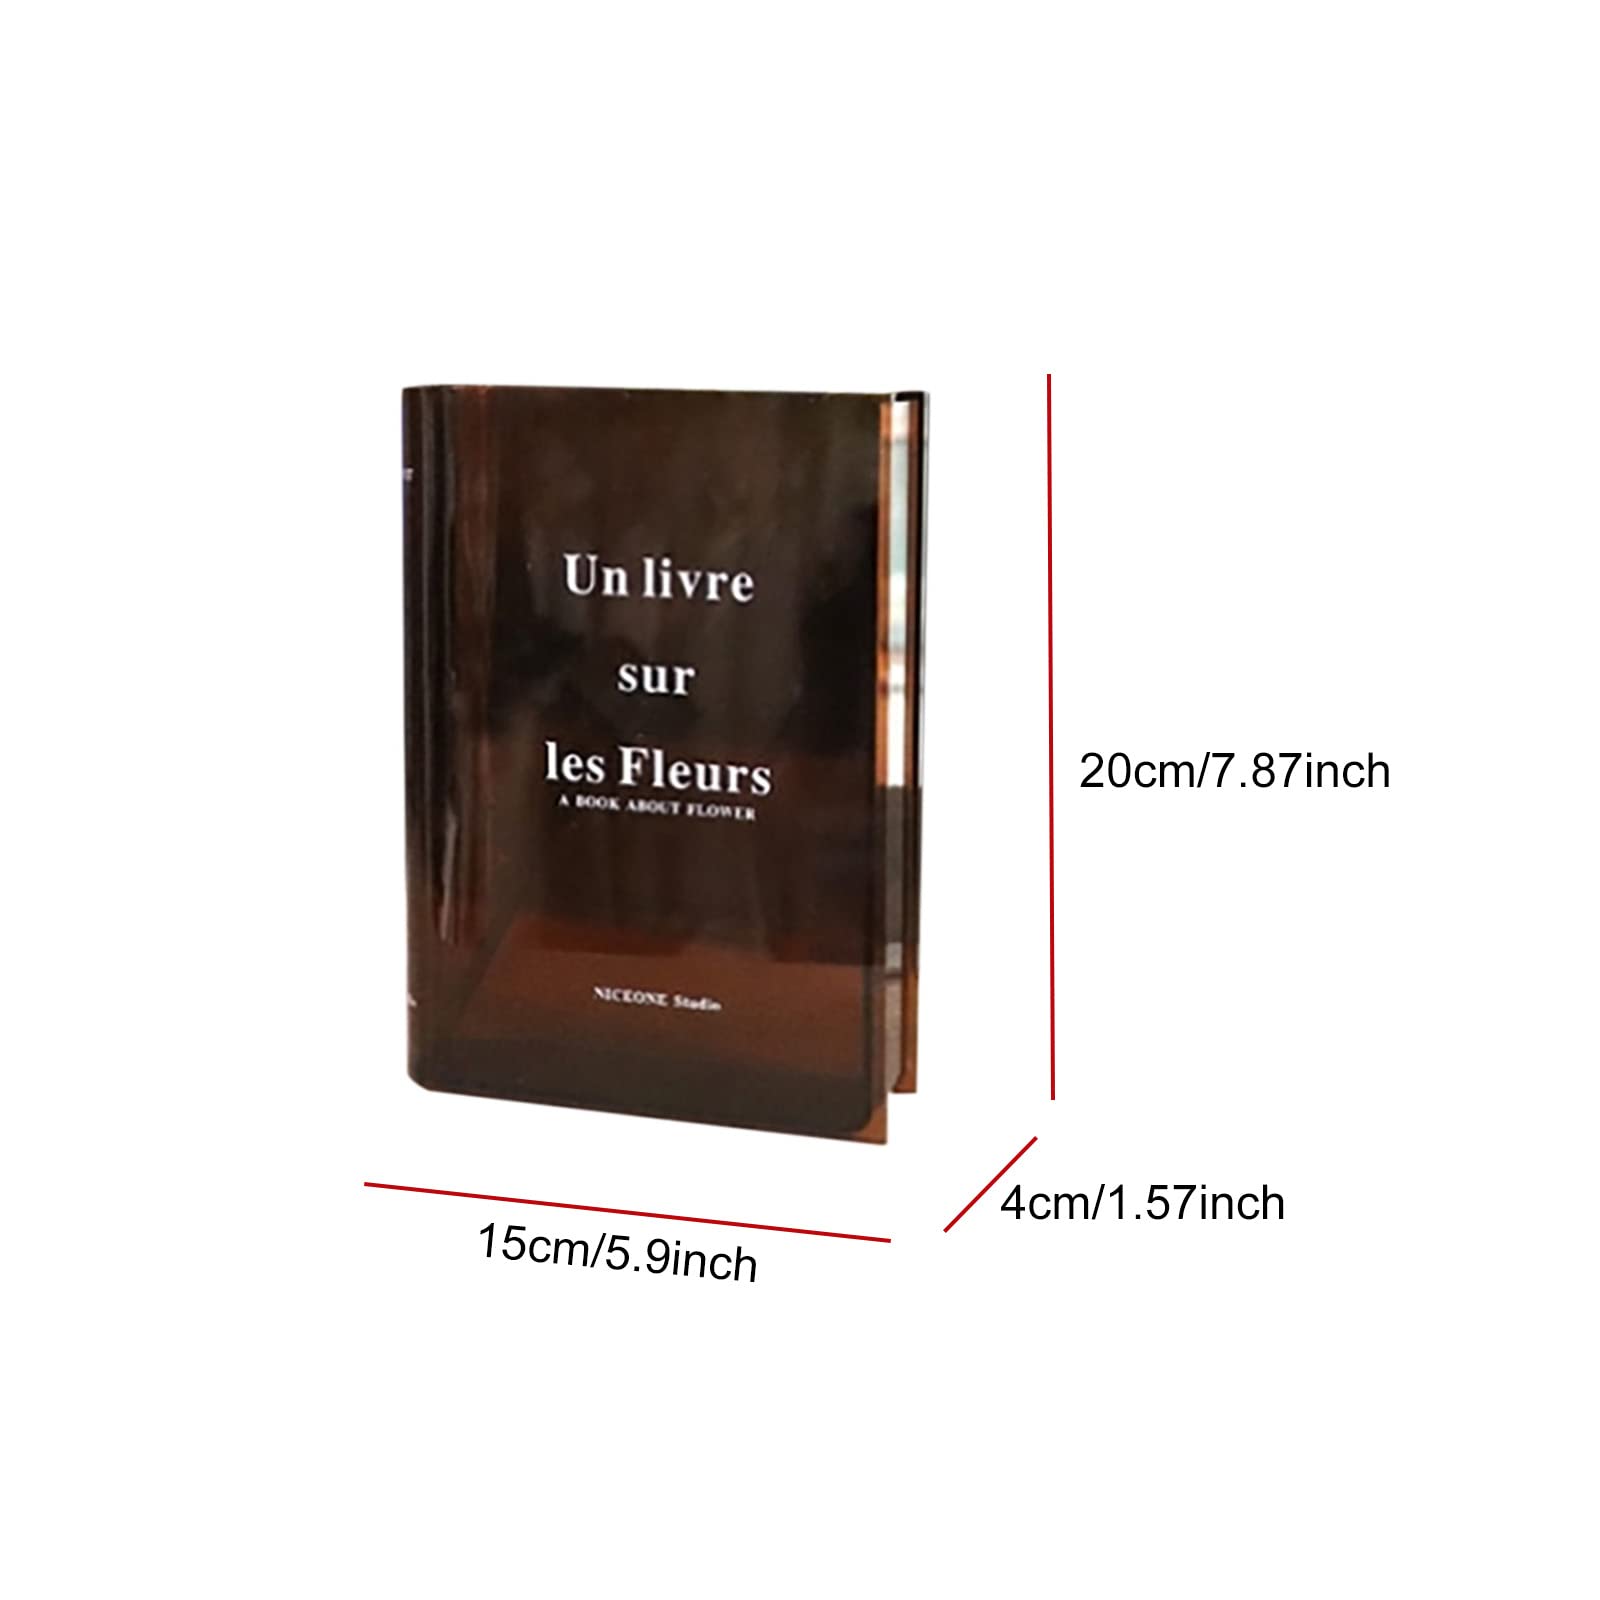 Un livre
sur
les Fleurs
A BOOK ABOUT FLOWER
NICEONE Studio
20cm/7.87inch
4cm/1.57inch
15cm/5.9inch